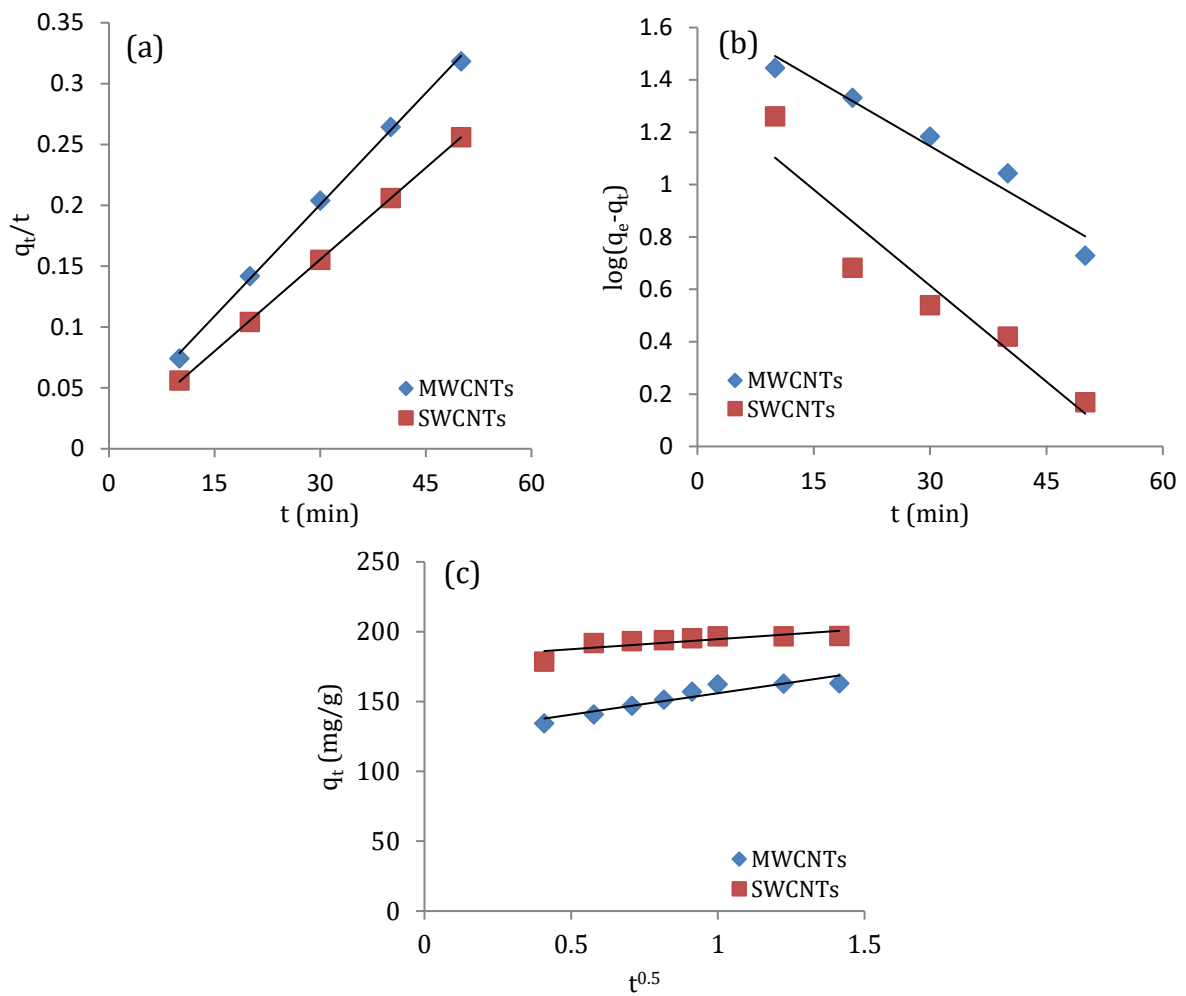 (a)
0.35
0.3
0.25
0.2
0.15
0.1
0.05
0
qt/t
0 15 30 45 60
t (min)
MWCNTs
SWCNTs
(b)
1.6
1.4
1.2
1
0.8
0.6
0.4
0.2
0
log(qe-qt)
0 15 30 45 60
t (min)
MWCNTs
SWCNTs
(c)
250
200
150
100
50
0
qt (mg/g)
0 0.5 1 1.5
t0.5
MWCNTs
SWCNTs